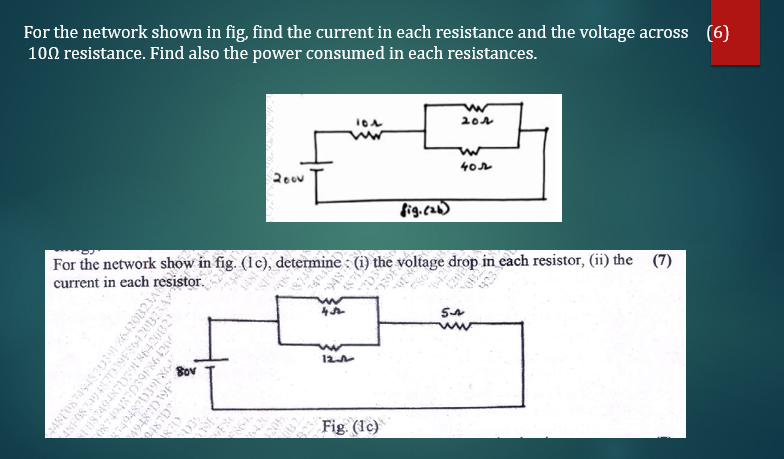 For the network shown in fig, find the current in each resistance and the voltage across (6)
10Ω resistance. Find also the power consumed in each resistances.
10Ω
20Ω
40Ω
200V
fig.(2b)
For the network show in fig. (1c), determine : (i) the voltage drop in each resistor, (ii) the (7)
current in each resistor.
4Ω
5Ω
12Ω
80V
Fig. (1c)